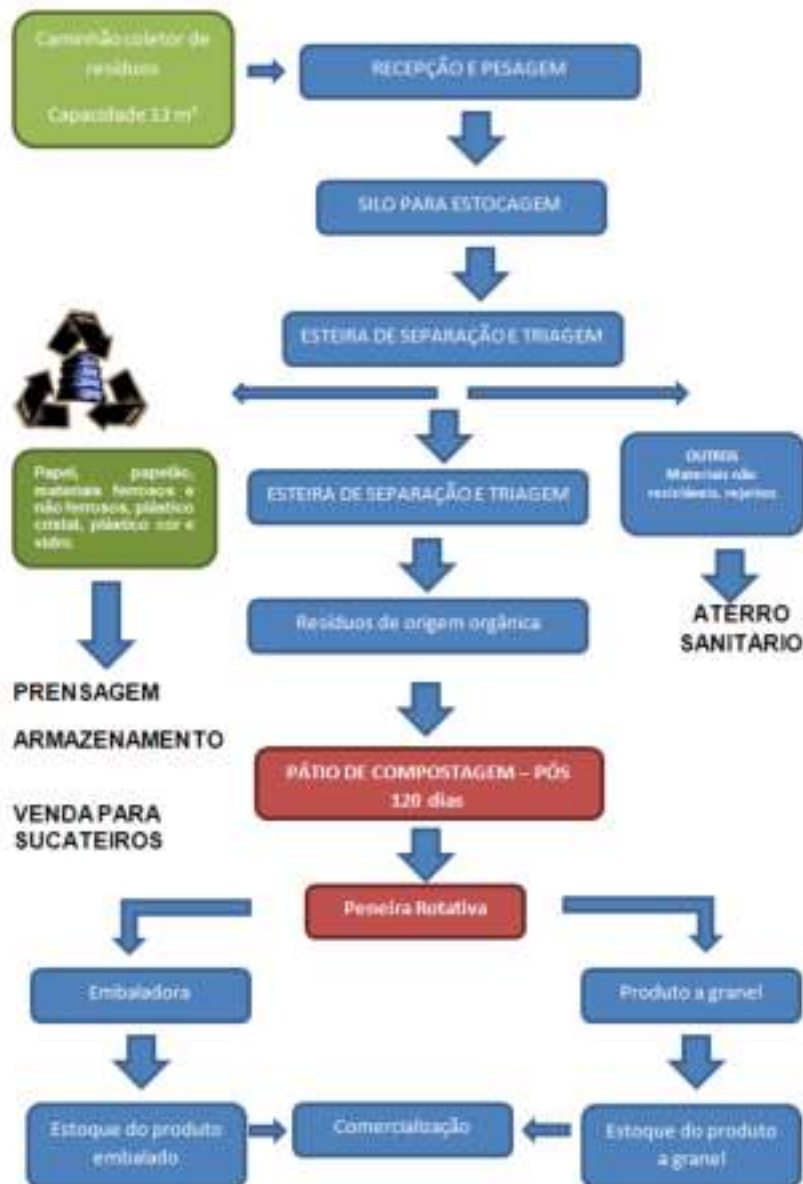 Caminhão coletor de
resíduos
Capacidade 13 m³
RECEPÇÃO E PESAGEM
SILO PARA ESTOCAGEM
ESTEIRA DE SEPARAÇÃO E TRIAGEM
Papel, papelão,
materiais ferrosos e
não ferrosos, plástico
cristal, plástico cor e
vidro.
ESTEIRA DE SEPARAÇÃO E TRIAGEM
OUTROS
Materiais não
recicláveis, rejeitos
Resíduos de origem orgânica
ATERRO
SANITARIO
PRENSAGEM
ARMAZENAMENTO
VENDA PARA
SUCATEIROS
PÁTIO DE COMPOSTAGEM – PÓS
120 dias
Peneira Rotativa
Embaladora
Produto a granel
Estoque do produto
embalado
Comercialização
Estoque do produto
a granel